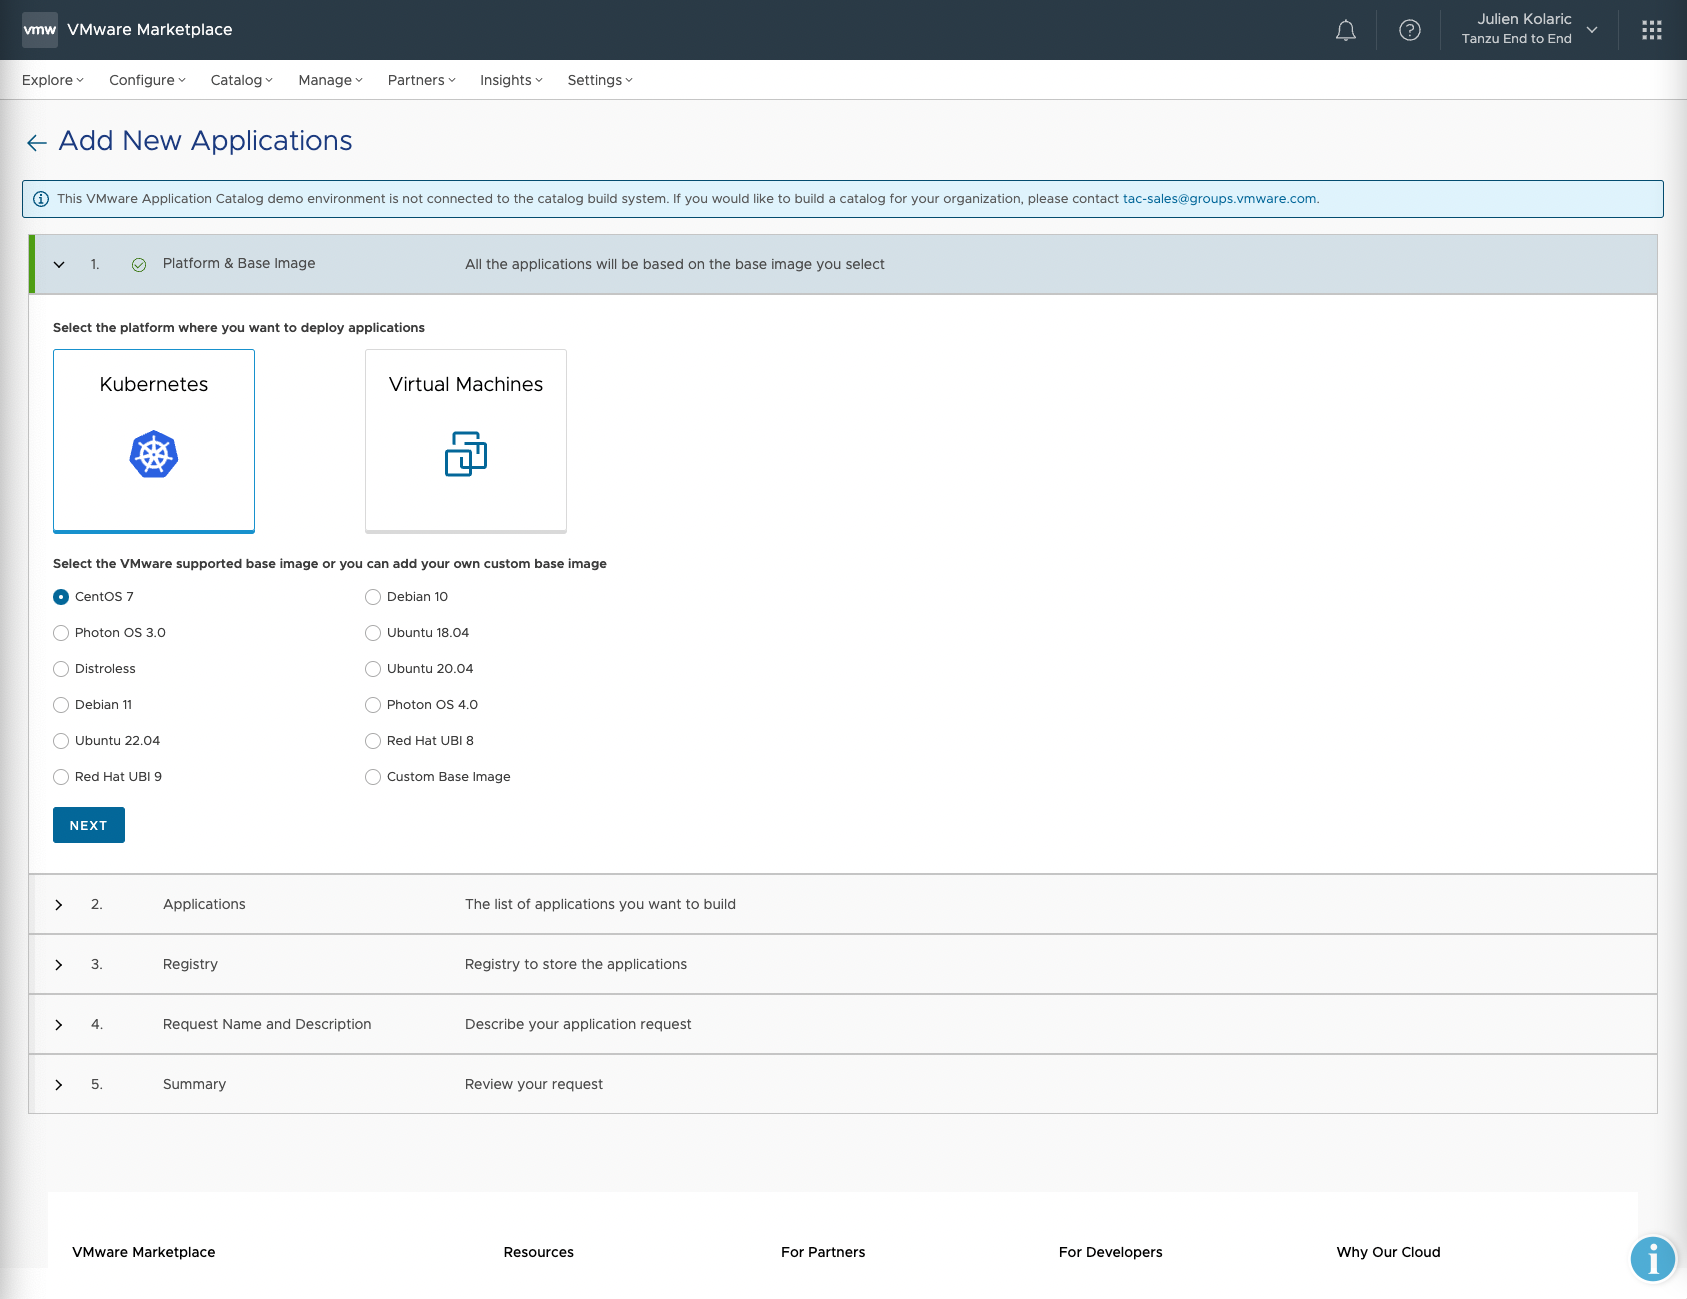 vmw VMware Marketplace
Julien Kolaric
Tanzu End to End
Explore Configure Catalog Manage Partners Insights Settings
Add New Applications
This VMware Application Catalog demo environment is not connected to the catalog build system. If you would like to build a catalog for your organization, please contact tac-sales@groups.vmware.com.
1. Platform & Base Image All the applications will be based on the base image you select
Select the platform where you want to deploy applications
Kubernetes Virtual Machines
Select the VMware supported base image or you can add your own custom base image
CentOS 7 Debian 10
Photon OS 3.0 Ubuntu 18.04
Distroless Ubuntu 20.04
Debian 11 Photon OS 4.0
Ubuntu 22.04 Red Hat UBI 8
Red Hat UBI 9 Custom Base Image
NEXT
2. Applications The list of applications you want to build
3. Registry Registry to store the applications
4. Request Name and Description Describe your application request
5. Summary Review your request
VMware Marketplace Resources For Partners For Developers Why Our Cloud